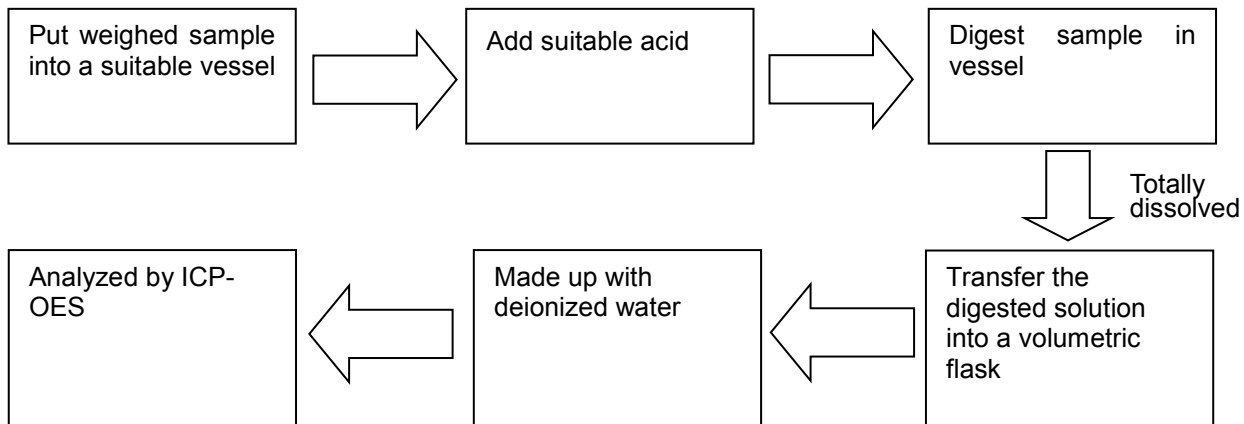 Put weighed sample
into a suitable vessel
Add suitable acid
Digest sample in
vessel
Totally
dissolved
Transfer the
digested solution
into a volumetric
flask
Made up with
deionized water
Analyzed by ICP-
OES